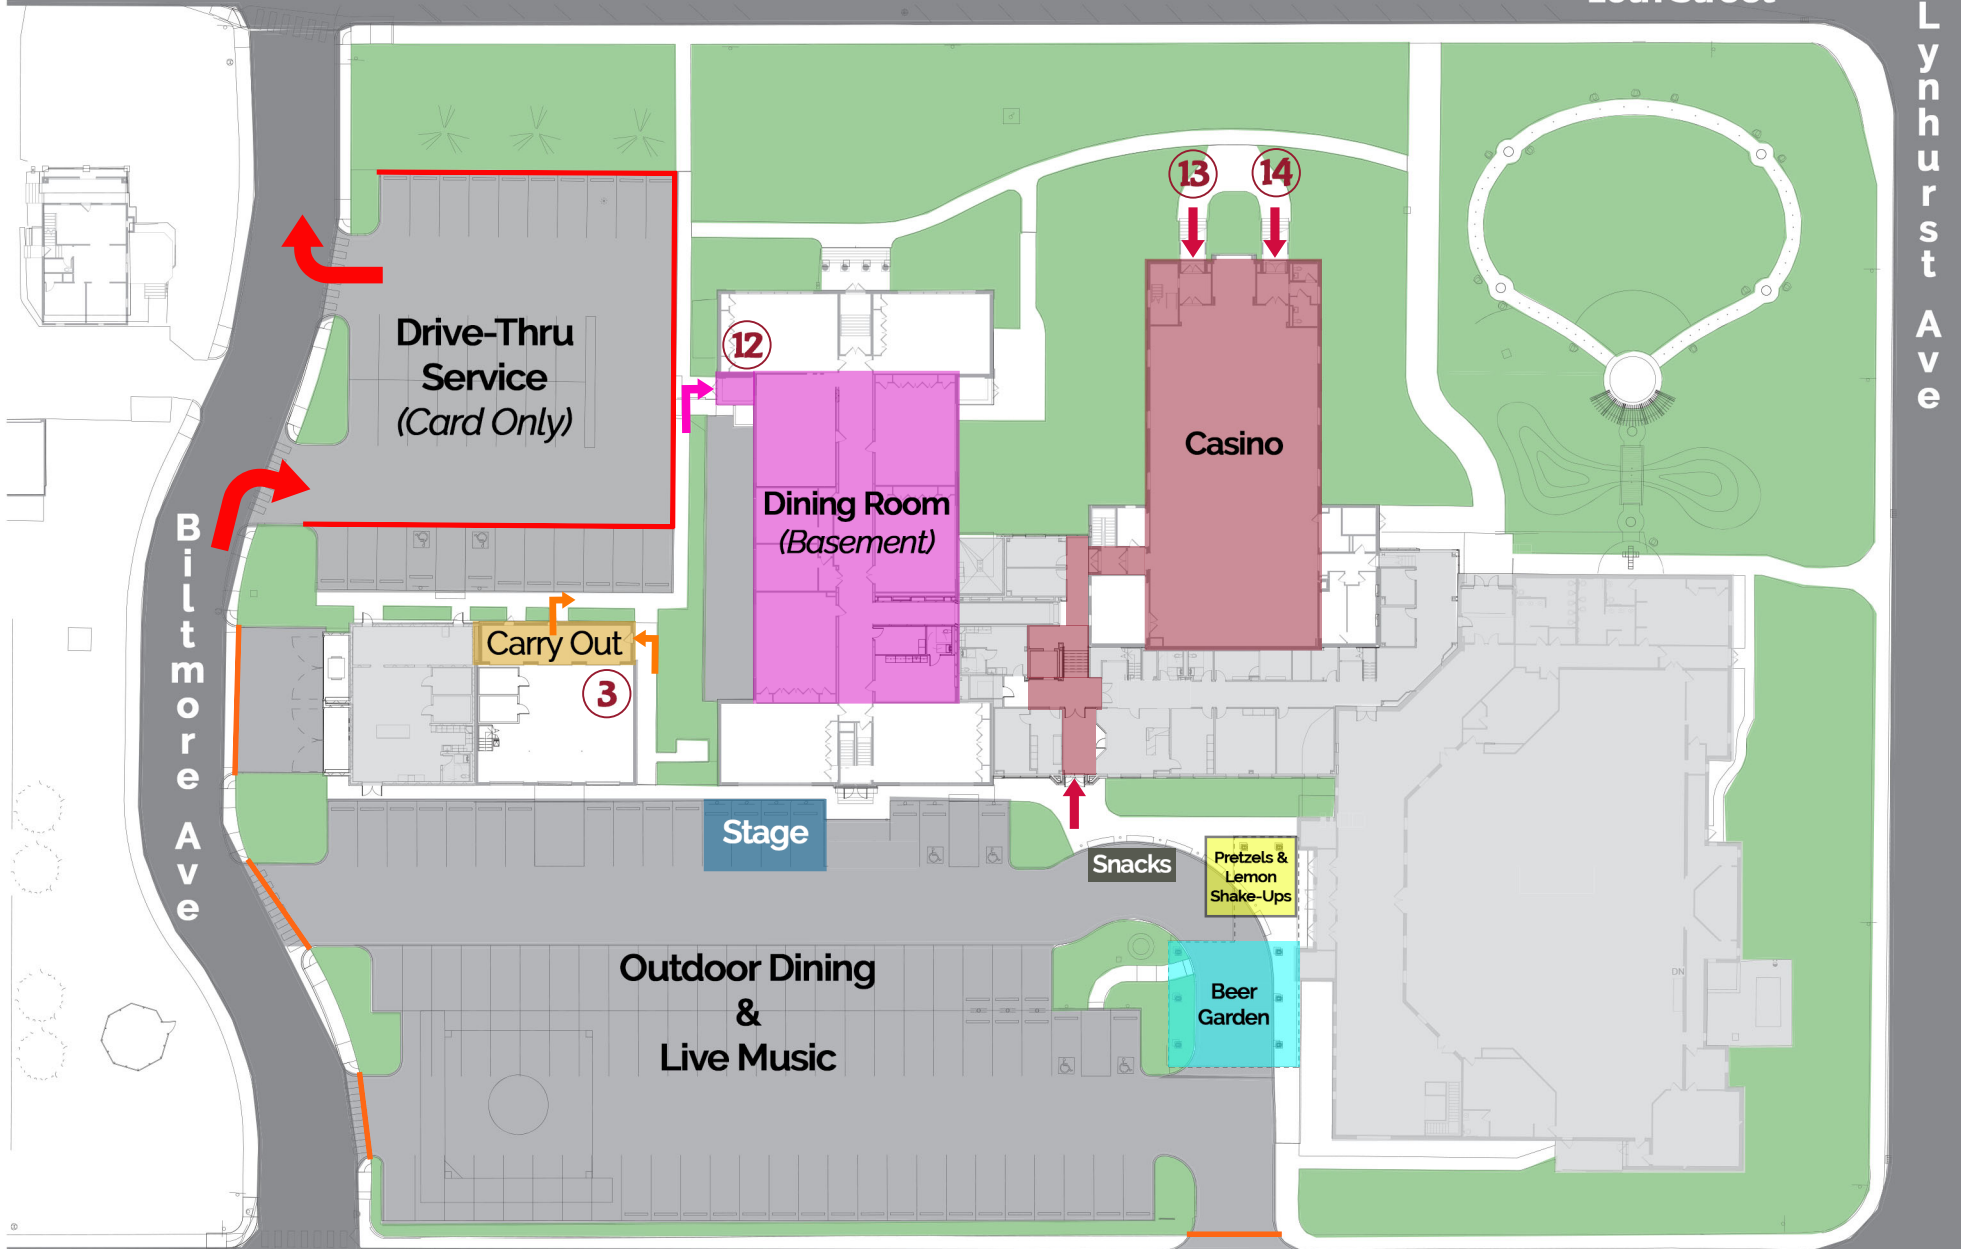 Lynhurst Ave
13
14
Drive-Thru
Service
(Card Only)
12
Casino
Dining Room
(Basement)
Biltmore Ave
Carry Out
3
Stage
Snacks
Pretzels &
Lemon
Shake-Ups
Outdoor Dining
&
Live Music
Beer
Garden
DN